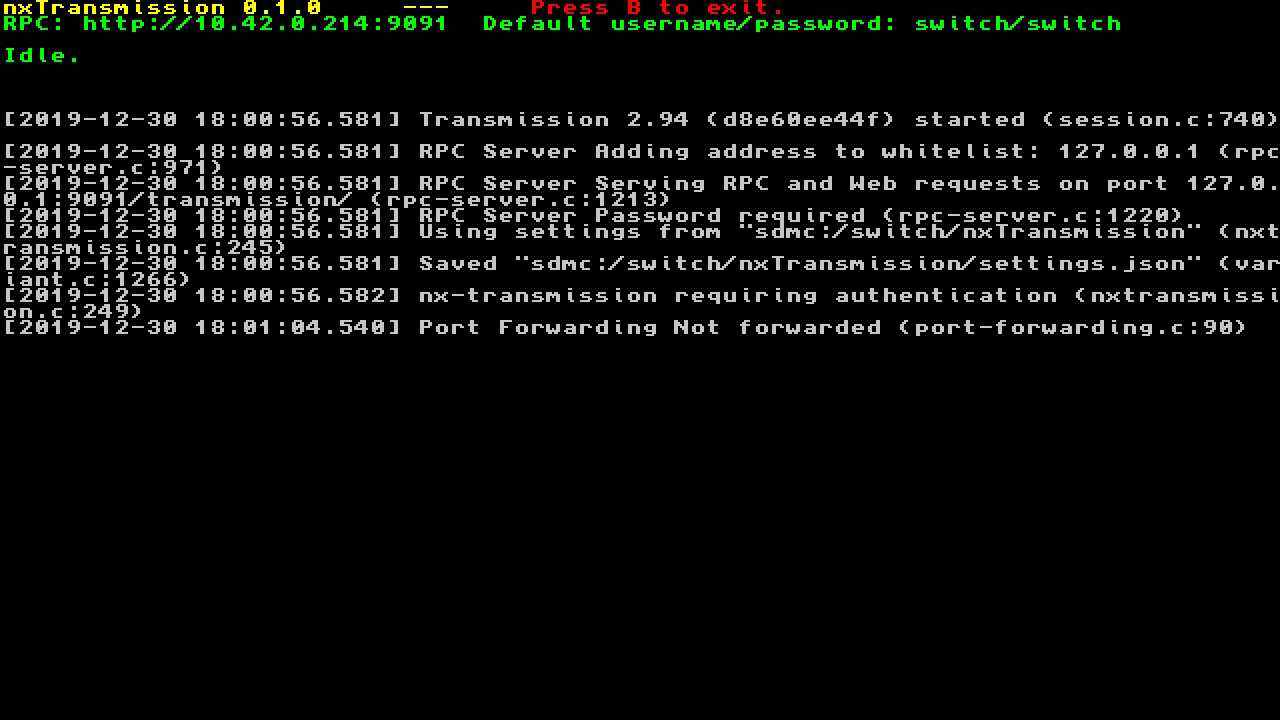 nxTransmission 0.1.0     ---     Press B to exit.
RPC: http://10.42.0.214:9091  Default username/password: switch/switch
Idle.
[2019-12-30 18:00:56.581] Transmission 2.94 (d8e60ee44f) started (session.c:740)
[2019-12-30 18:00:56.581] RPC Server Adding address to whitelist: 127.0.0.1 (rpc
-server.c:971)
[2019-12-30 18:00:56.581] RPC Server Serving RPC and Web requests on port 127.0.
0.1:9091/transmission/ (rpc-server.c:1213)
[2019-12-30 18:00:56.581] RPC Server Password required (rpc-server.c:1220)
[2019-12-30 18:00:56.581] Using settings from "sdmc:/switch/nxTransmission" (nxt
ransmission.c:245)
[2019-12-30 18:00:56.581] Saved "sdmc:/switch/nxTransmission/settings.json" (var
iant.c:1266)
[2019-12-30 18:00:56.582] nx-transmission requiring authentication (nxtransmissi
on.c:249)
[2019-12-30 18:01:04.540] Port Forwarding Not forwarded (port-forwarding.c:90)